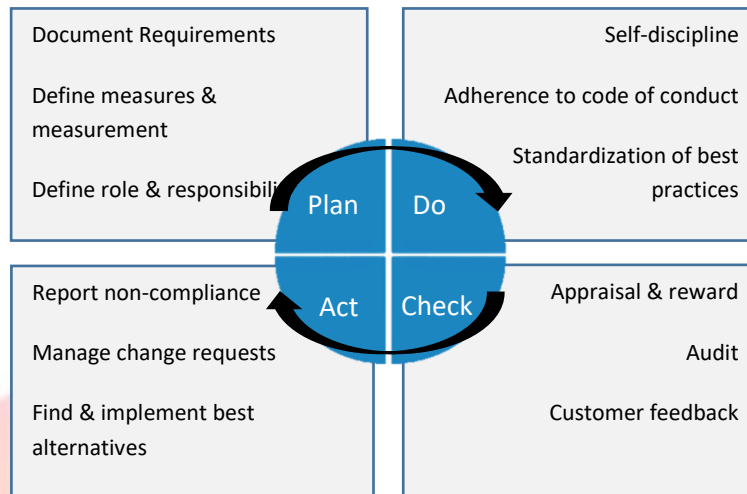 Document Requirements
Define measures &
measurement
Define role & responsibili
Self-discipline
Adherence to code of conduct
Standardization of best
practices
Plan
Do
Act
Check
Report non-compliance
Manage change requests
Find & implement best
alternatives
Appraisal & reward
Audit
Customer feedback